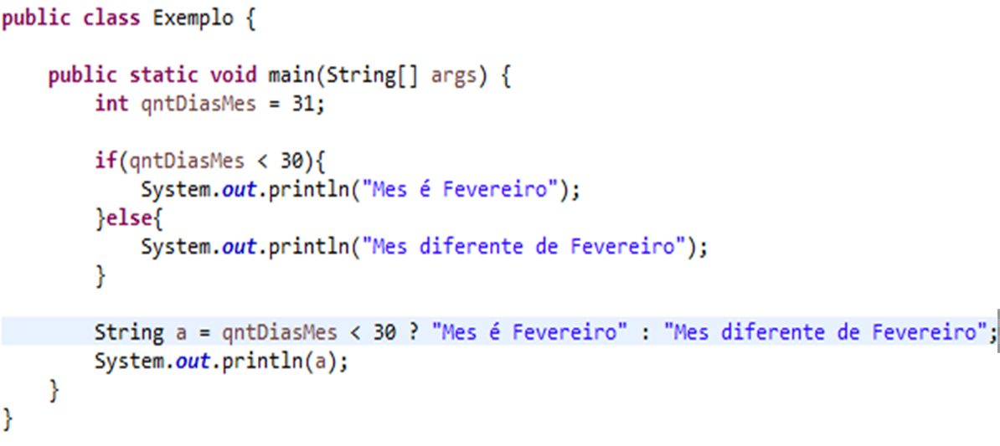 public class Exemplo {
public static void main(String[] args) {
int qntDiasMes = 31;
if(qntDiasMes < 30){
System.out.println("Mes é Fevereiro");
}else{
System.out.println("Mes diferente de Fevereiro");
}
String a = qntDiasMes < 30 ? "Mes é Fevereiro" : "Mes diferente de Fevereiro";
System.out.println(a);
}
}